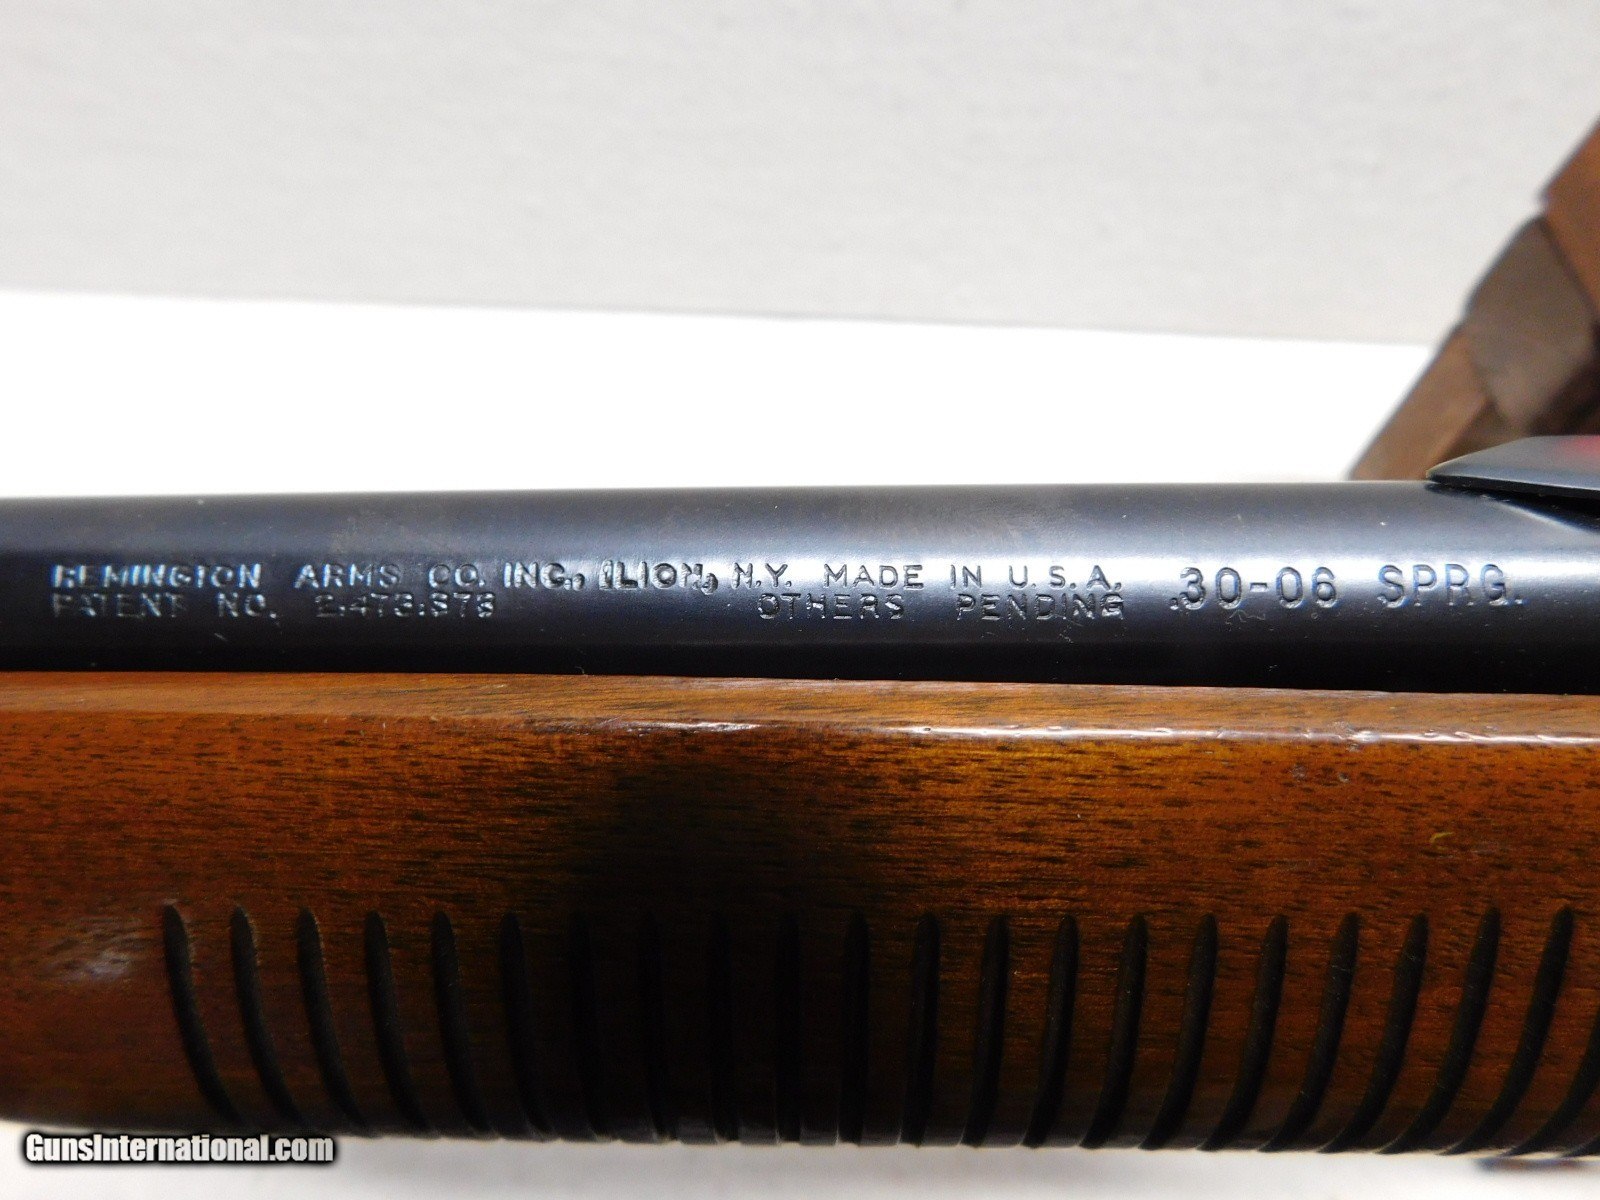 REMINGTON ARMS CO. INC., ILION, N.Y. MADE IN U.S.A. .30-06 SPRG.
PATENT NO. 2,473,373 OTHERS PENDING
GunsInternational.com